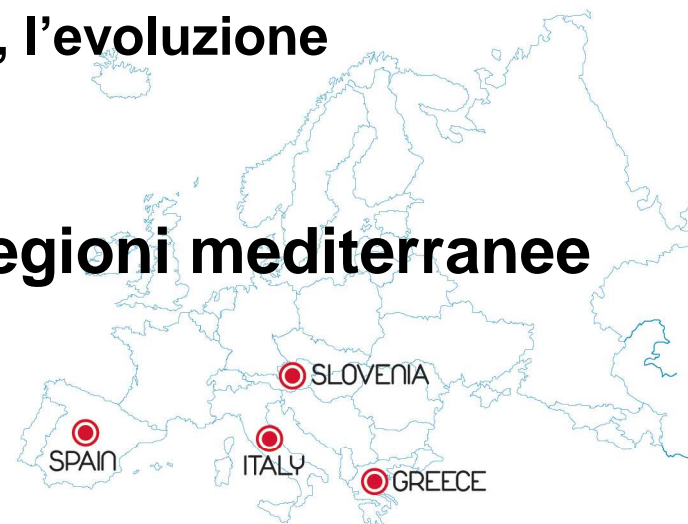 , l’evoluzione
egioni mediterranee
SLOVENIA
SPAIN
ITALY
GREECE